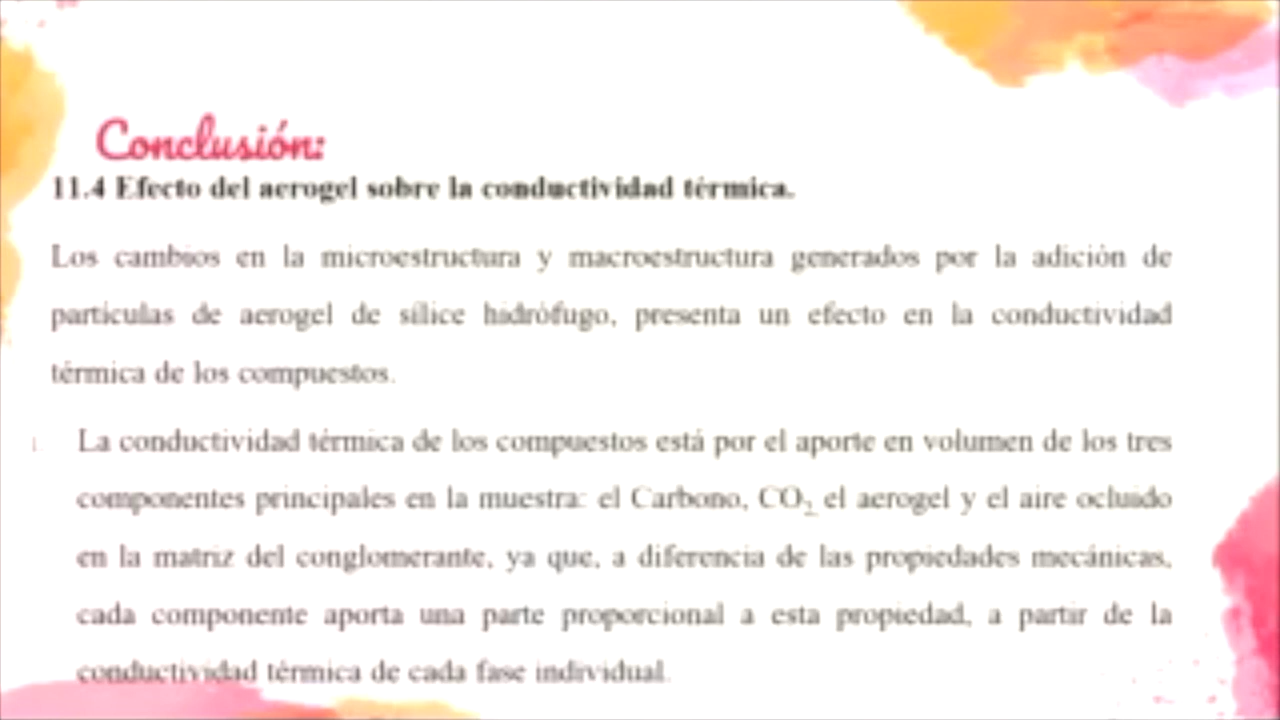 Conclusión:
11.4 Efecto del aerogel sobre la conductividad térmica.
Los cambios en la microestructura y macroestructura generados por la adición de
partículas de aerogel de sílice hidrófugo, presenta un efecto en la conductividad
térmica de los compuestos.
1. La conductividad térmica de los compuestos está por el aporte en volumen de los tres
componentes principales en la muestra: el Carbono, CO₂ el aerogel y el aire ocluido
en la matriz del conglomerante, ya que, a diferencia de las propiedades mecánicas,
cada componente aporta una parte proporcional a esta propiedad, a partir de la
conductividad térmica de cada fase individual.